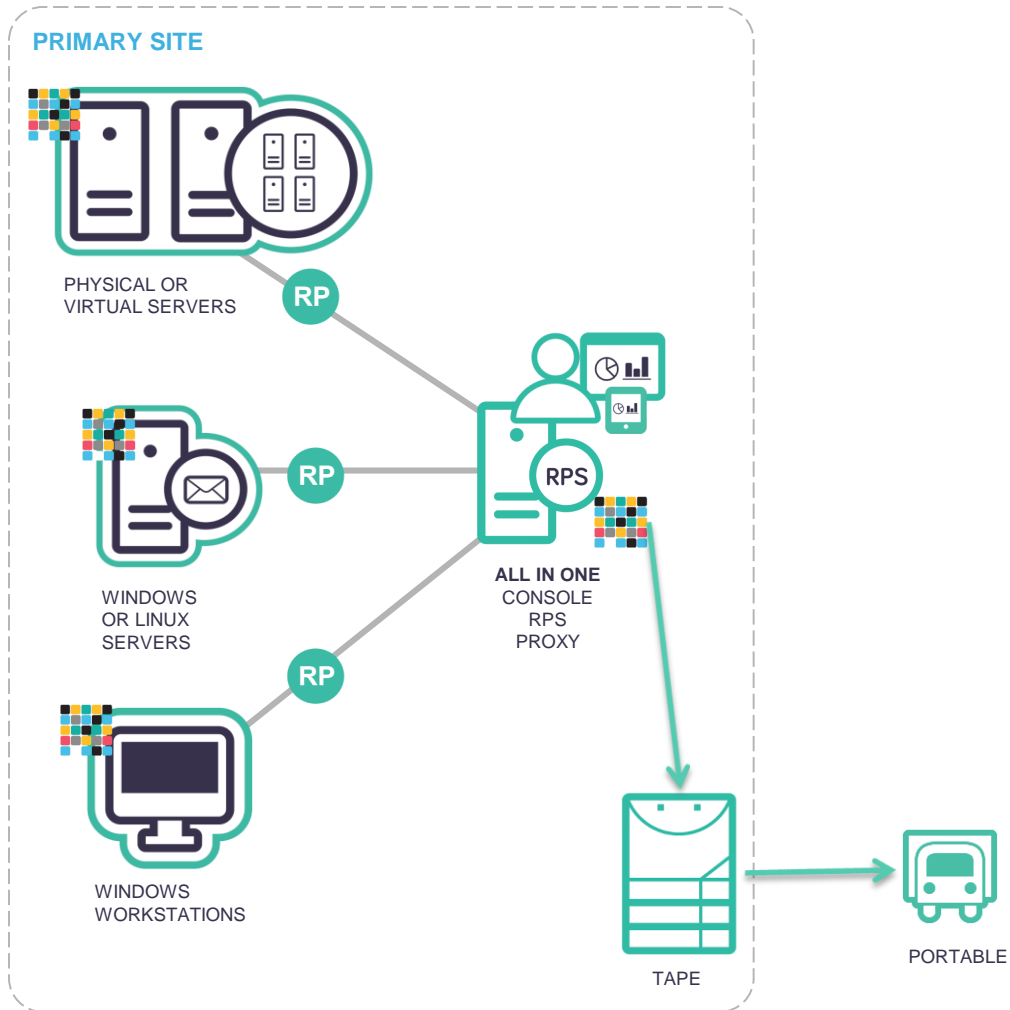 PRIMARY SITE
PHYSICAL OR
VIRTUAL SERVERS
RP
RP
WINDOWS
OR LINUX
SERVERS
RP
WINDOWS
WORKSTATIONS
RPS
ALL IN ONE
CONSOLE
RPS
PROXY
TAPE
PORTABLE